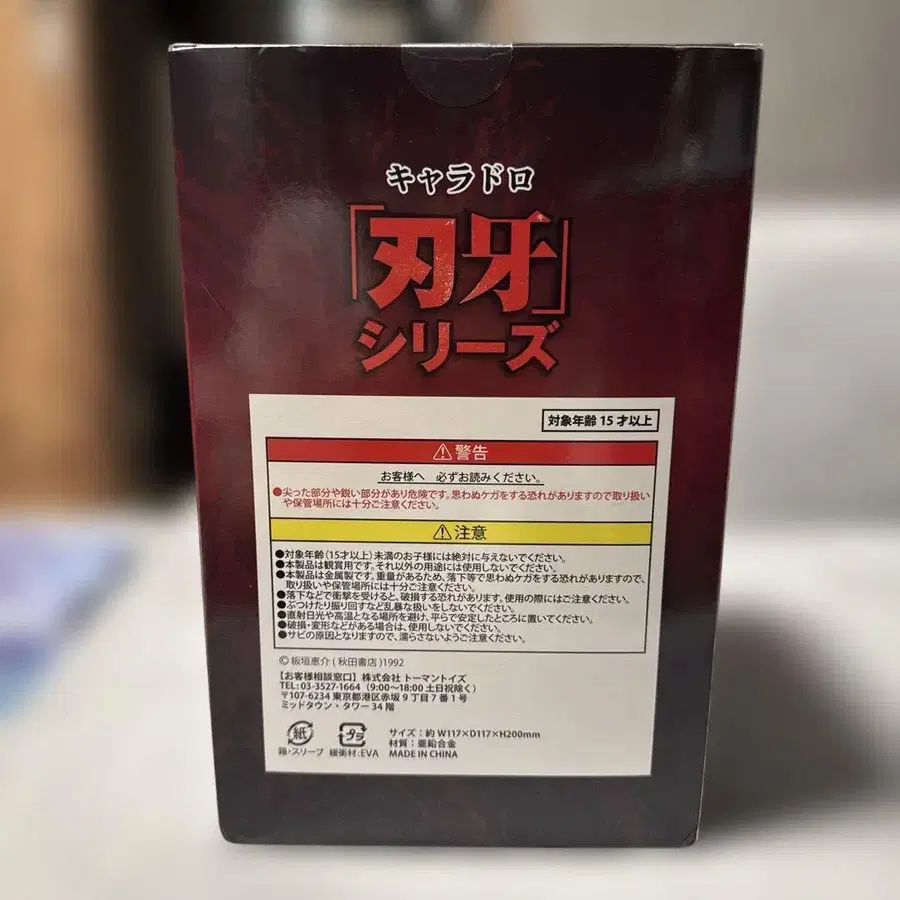 キャラドロ
「刃牙」
シリーズ
対象年齢 15 才以上
⚠警告
お客様へ 必ずお読みください。
●尖った部分や鋭い部分があり危険です。思わぬケガをする恐れがありますので取り扱い
や保管場所には十分ご注意ください。
⚠注意
●対象年齢(15才以上)未満のお子様には絶対に与えないでください。
●本製品は観賞用です。それ以外の用途には使用しないでください。
●本製品は金属製です。重量があるため、落下等で思わぬケガをする恐れがありますので、
取り扱いや保管場所には十分ご注意ください。
●落下などで衝撃を受けると、破損する恐れがあります。使用の際にはご注意ください。
●ぶつけたり振り回すなど乱暴な扱いをしないでください。
●直射日光や高温となる場所を避け、平らで安定したところに置いてください。
●破損・変形などがある場合は、使用しないでください。
●サビの原因となりますので、濡らさないようご注意ください。
© 板垣恵介 ( 秋田書店 )1992
【お客様相談窓口】株式会社 トーマントイズ
TEL: 03-3527-1664 (9:00〜18:00 土日祝除く)
〒107-6234 東京都港区赤坂 9 丁目 7 番 1 号
ミッドタウン・タワー 34 階
紙 プラ
箱・スリーブ 緩衝材:EVA
サイズ:約 W117×D117×H200mm
材質:亜鉛合金
MADE IN CHINA